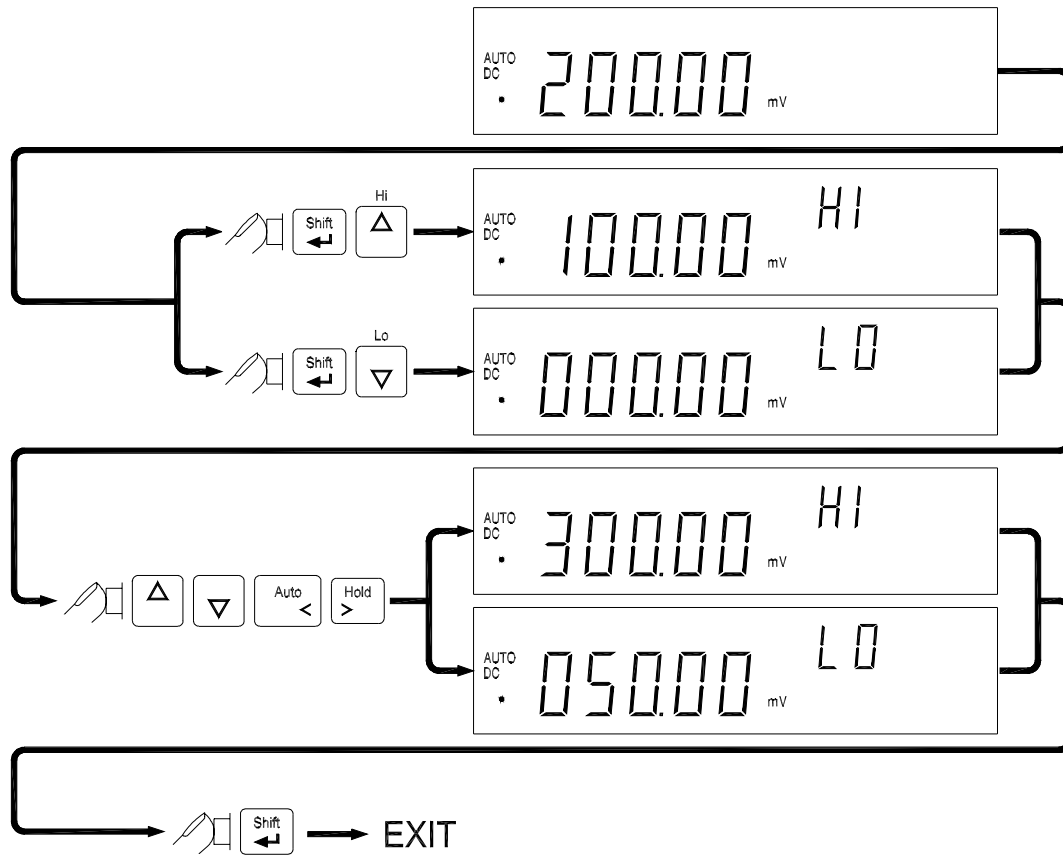 AUTO
DC
200.00 mV
Hi
Shift
AUTO
DC
100.00 mV
HI
Lo
Shift
AUTO
DC
000.00 mV
LO
AUTO
DC
300.00 mV
HI
Auto <
Hold >
AUTO
DC
050.00 mV
LO
Shift
EXIT